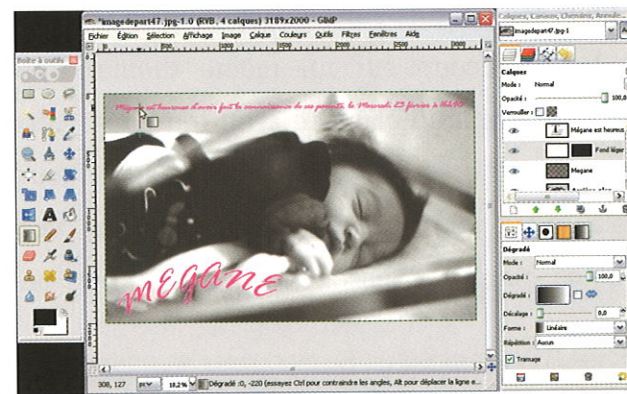 *imagedepart47.jpg-1.0 (RVB, 4 calques) 3189x2000 - GIMP
Fichier Édition Sélection Affichage Image Calque Couleurs Outils Filtres Fenêtres Aide
Boîte à outils
Mégane est heureuse d'avoir fait la connaissance de ses parents, le Mercredi 23 février à
MEGANE
308, 127 px 18,2% Dégradé :0, -220 (essayez Ctrl pour contraindre les angles, Alt pour déplacer la ligne e...
Calques, Canaux, Chemins, Annule...
imagedepart47.jpg-1
Calques
Mode : Normal
Opacité : 100,0
Verrouiller :
Mégane est heureus
Fond léger
Megane
Dégradé
Mode : Normal
Opacité : 100,0
Dégradé :
Décalage : 0,0
Forme : Linéaire
Répétition : Aucun
Tramage